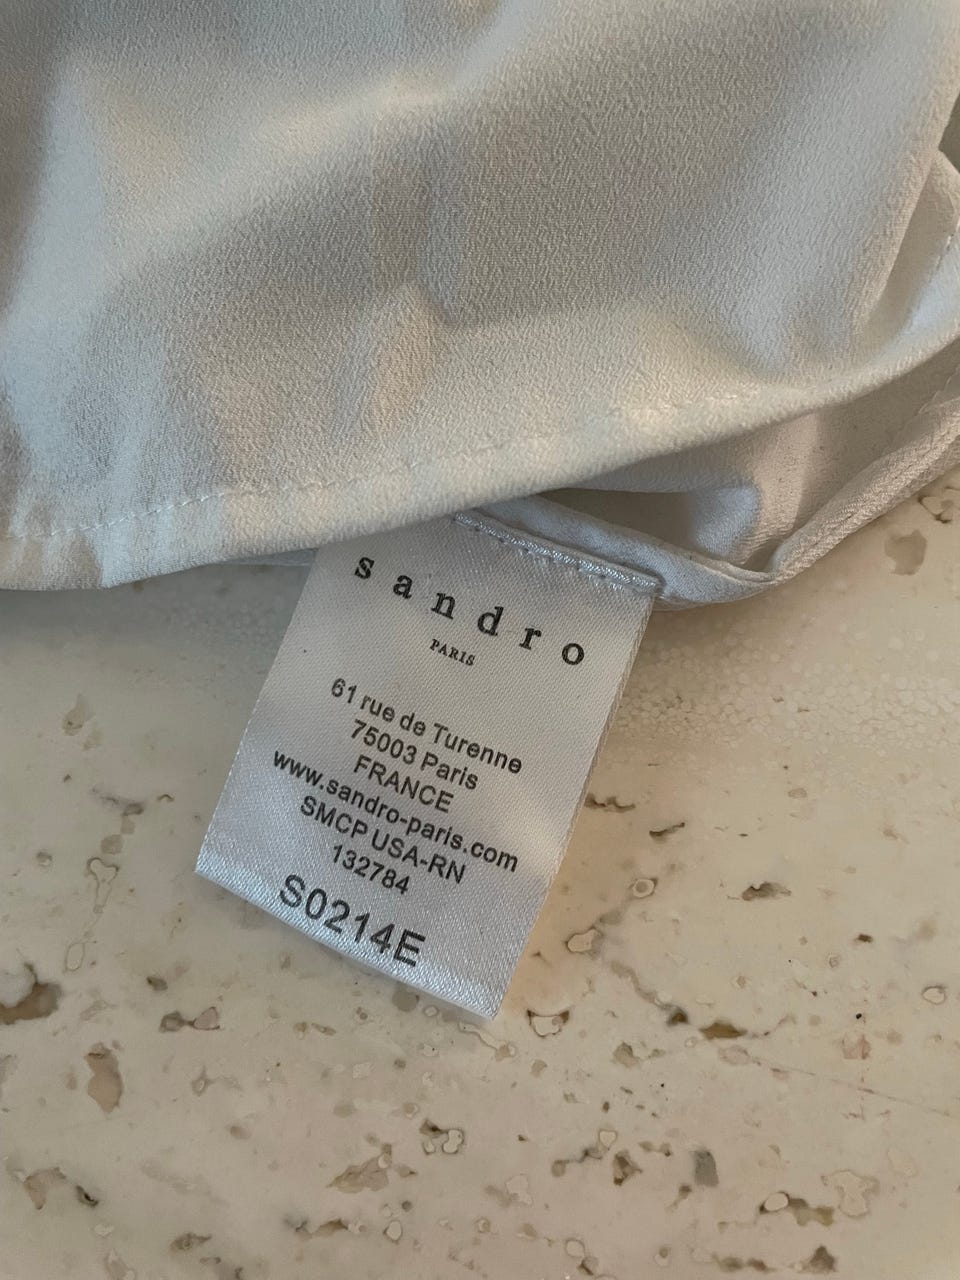 sandro
PARIS
61 rue de Turenne
75003 Paris
FRANCE
www.sandro-paris.com
SMCP USA-RN
132784
S0214E